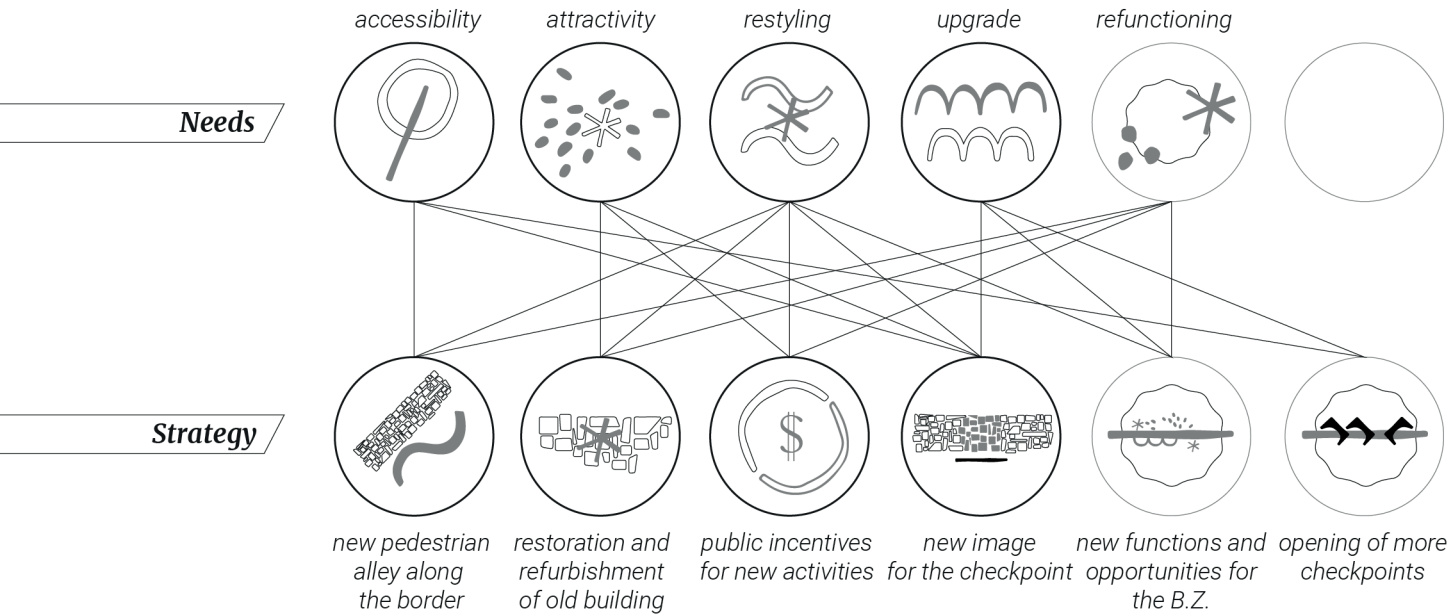 accessibility
attractivity
restyling
upgrade
refunctioning
Needs
$
Strategy
new pedestrian
alley along
the border
restoration and
refurbishment
of old building
public incentives
for new activities
new image
for the checkpoint
new functions and
opportunities for
the B.Z.
opening of more
checkpoints